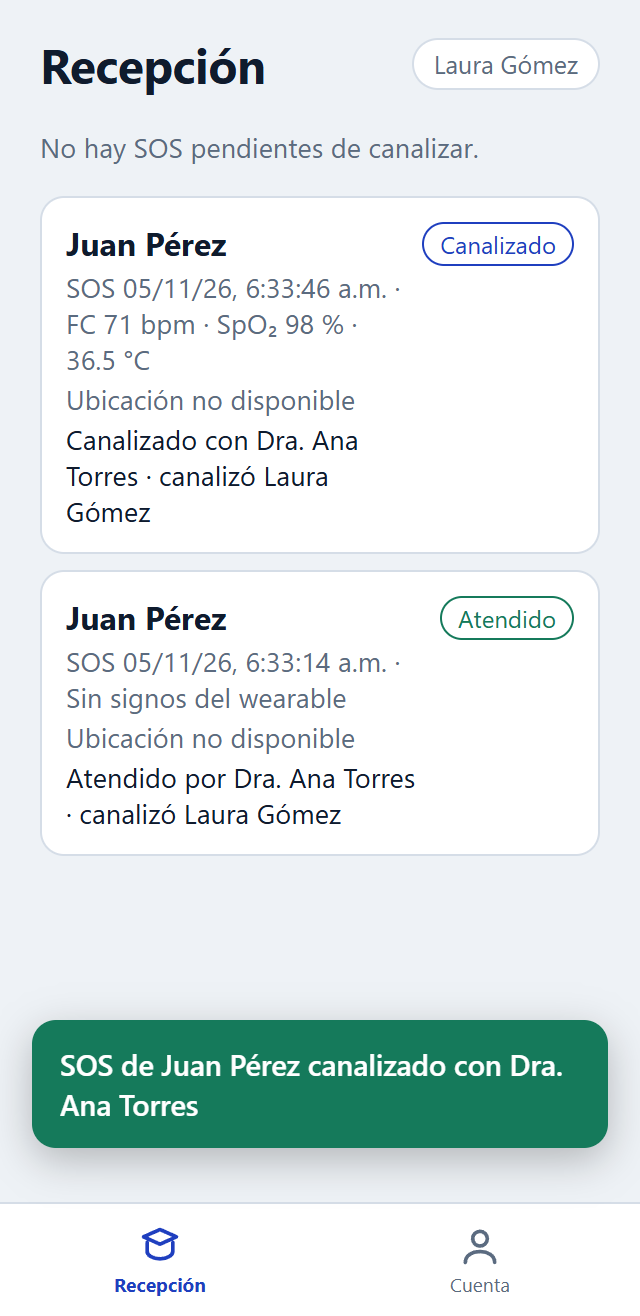 Recepción
Laura Gómez
No hay SOS pendientes de canalizar.
Juan Pérez
Canalizado
SOS 05/11/26, 6:33:46 a.m. ·
FC 71 bpm · SpO₂ 98 % ·
36.5 °C
Ubicación no disponible
Canalizado con Dra. Ana
Torres · canalizó Laura
Gómez
Juan Pérez
Atendido
SOS 05/11/26, 6:33:14 a.m. ·
Sin signos del wearable
Ubicación no disponible
Atendido por Dra. Ana Torres
· canalizó Laura Gómez
SOS de Juan Pérez canalizado con Dra.
Ana Torres
Recepción
Cuenta